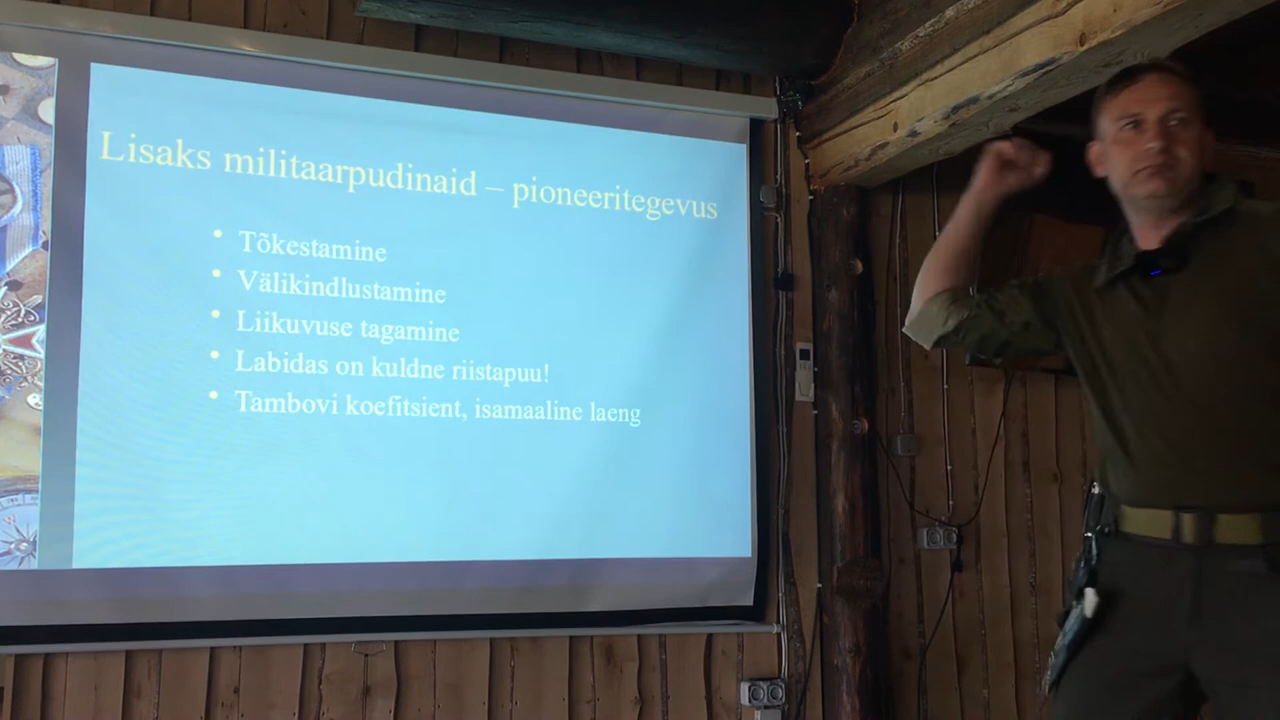 Lisaks militaarpudinaid – pioneeritegevus
• Tõkestamine
• Välikindlustamine
• Liikuvuse tagamine
• Labidas on kuldne riistapuu!
• Tambovi koefitsient, isamaaline laeng